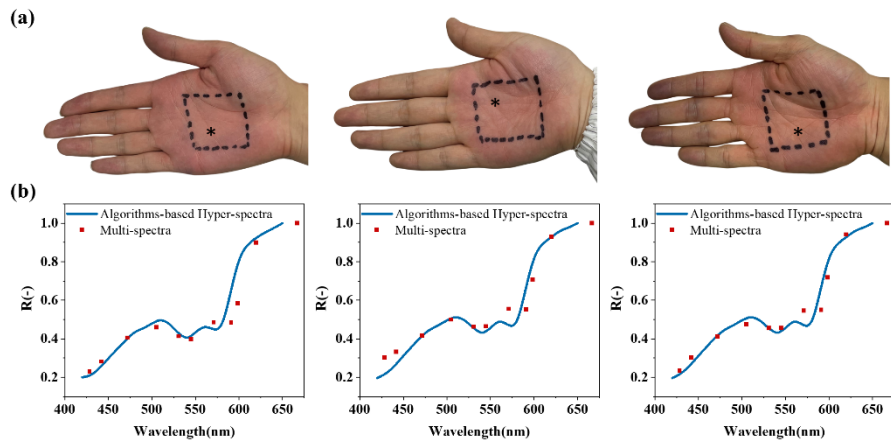 (a)
*
*
*
(b)
Algorithms-based Hyper-spectra
Multi-spectra
1.0
0.8
0.6
0.4
0.2
R(-)
400 450 500 550 600 650
Wavelength(nm)
Algorithms-based Hyper-spectra
Multi-spectra
1.0
0.8
0.6
0.4
0.2
R(-)
400 450 500 550 600 650
Wavelength(nm)
Algorithms-based Hyper-spectra
Multi-spectra
1.0
0.8
0.6
0.4
0.2
R(-)
400 450 500 550 600 650
Wavelength(nm)